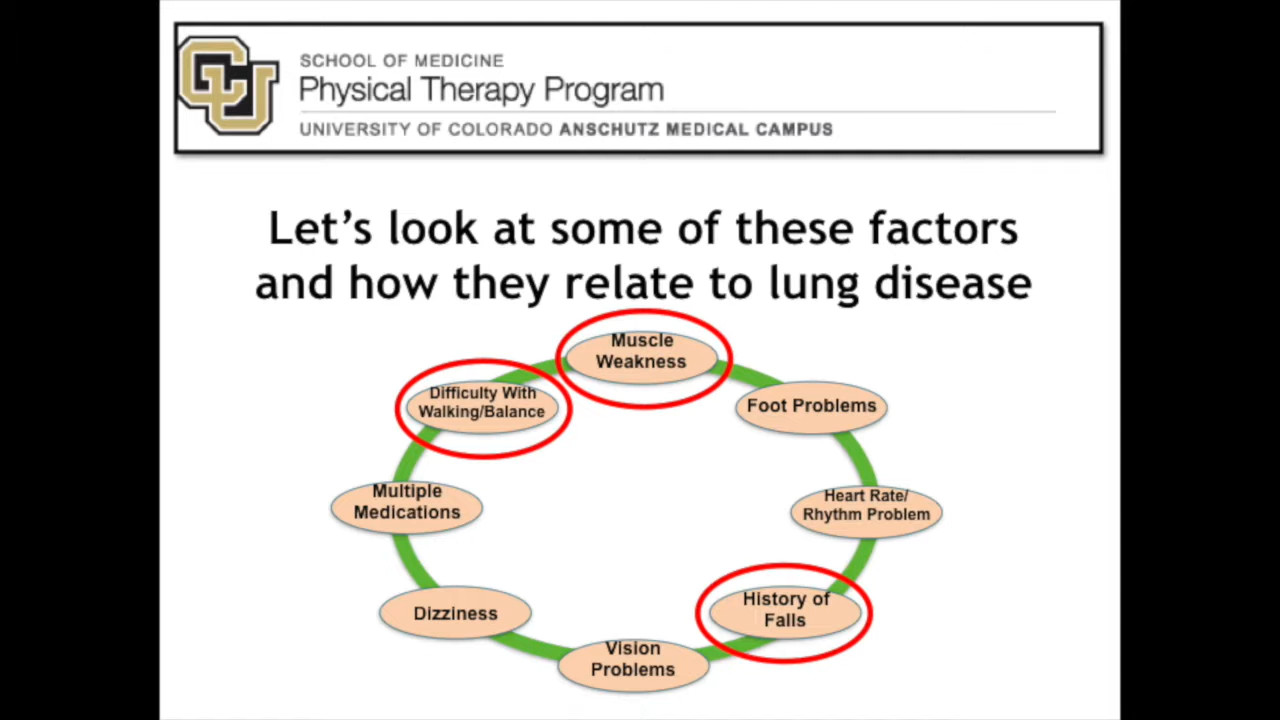 CU
SCHOOL OF MEDICINE
Physical Therapy Program
UNIVERSITY OF COLORADO ANSCHUTZ MEDICAL CAMPUS
Let's look at some of these factors
and how they relate to lung disease
Muscle
Weakness
Difficulty With
Walking/Balance
Foot Problems
Multiple
Medications
Heart Rate/
Rhythm Problem
Dizziness
History of
Falls
Vision
Problems